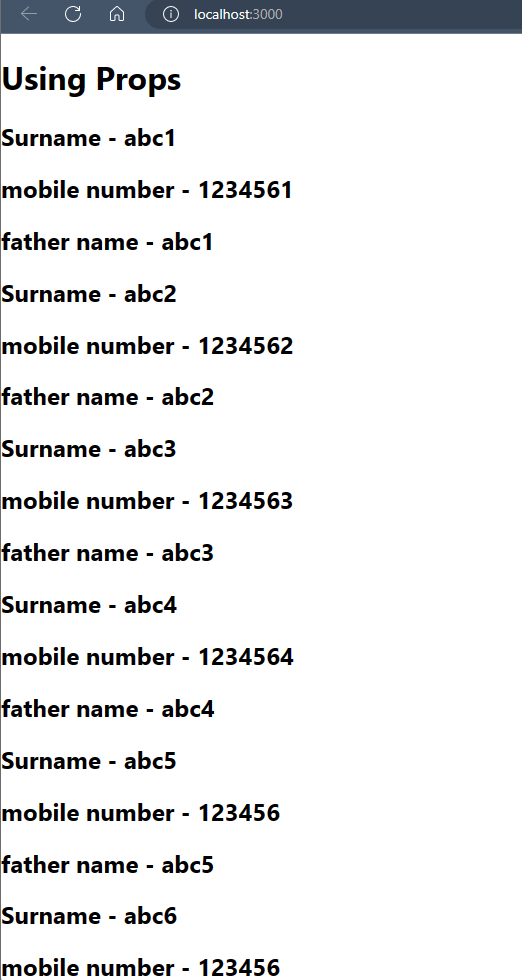 localhost:3000
Using Props
Surname - abc1
mobile number - 1234561
father name - abc1
Surname - abc2
mobile number - 1234562
father name - abc2
Surname - abc3
mobile number - 1234563
father name - abc3
Surname - abc4
mobile number - 1234564
father name - abc4
Surname - abc5
mobile number - 123456
father name - abc5
Surname - abc6
mobile number - 123456